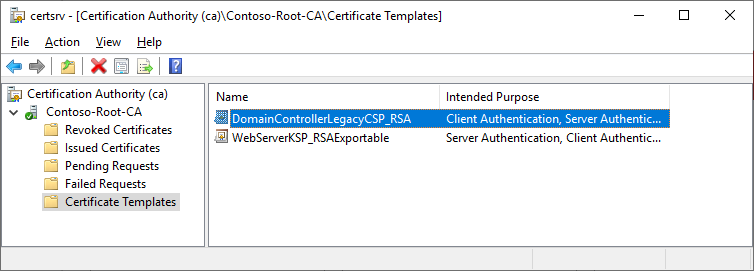 certsrv - [Certification Authority (ca)\Contoso-Root-CA\Certificate Templates]
File Action View Help
Certification Authority (ca)
Contoso-Root-CA
Revoked Certificates
Issued Certificates
Pending Requests
Failed Requests
Certificate Templates
Name Intended Purpose
DomainControllerLegacyCSP_RSA Client Authentication, Server Authentic...
WebServerKSP_RSAExportable Server Authentication, Client Authentic...